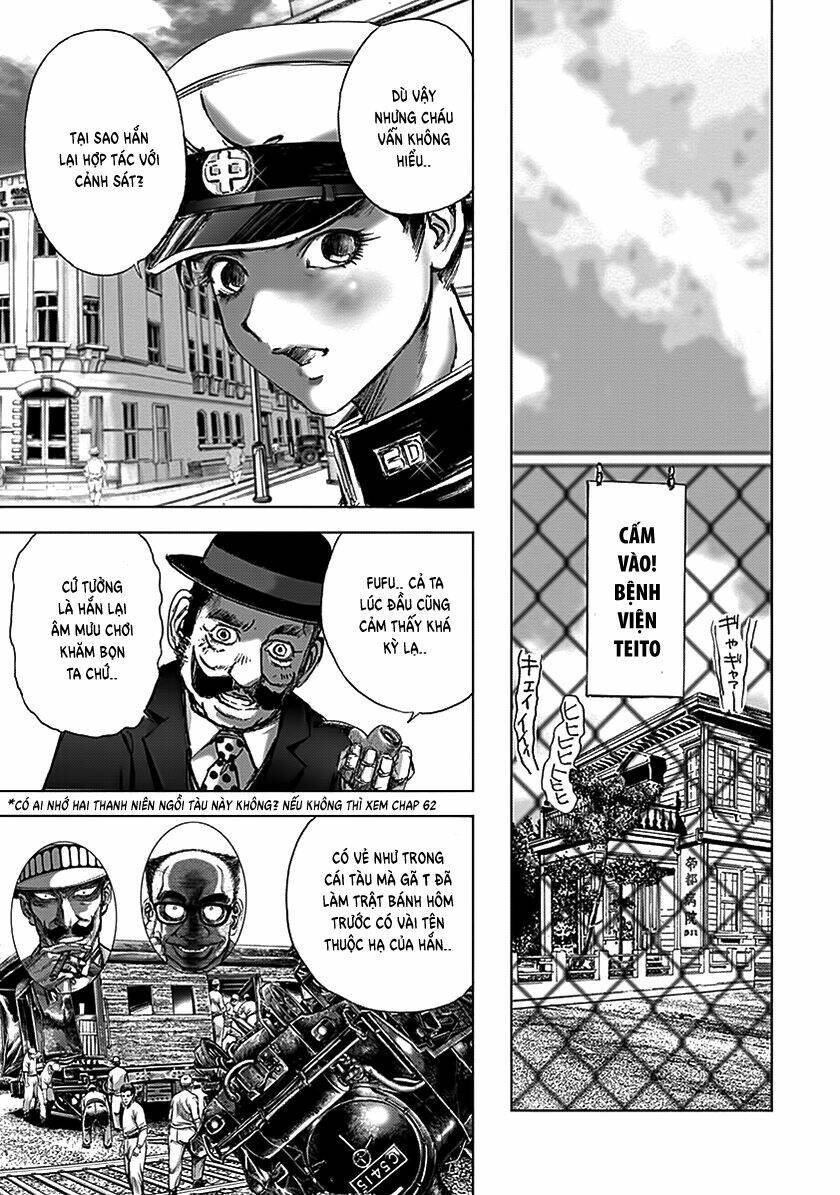 CẤM
VÀO!
BỆNH
VIỆN
TEITO
ギャギャー
キェイイイ
ヒヒヒヒ
帝都病院
DÙ VẬY
NHƯNG CHÁU
VẪN KHÔNG
HIỂU..
TẠI SAO HẮN
LẠI HỢP TÁC VỚI
CẢNH SÁT?
BD
FUFU.. CẢ TA
LÚC ĐẦU CŨNG
CẢM THẤY KHÁ
KỲ LẠ..
CỨ TƯỞNG
LÀ HẮN LẠI
ÂM MƯU CHƠI
KHĂM BỌN
TA CHỨ..
*CÓ AI NHỚ HAI THANH NIÊN NGỒI TÀU NÀY KHÔNG? NẾU KHÔNG THÌ XEM CHAP 62
CÓ VẺ NHƯ TRONG
CÁI TÀU MÀ GÃ T ĐÃ
LÀM TRẬT BÁNH HÔM
TRƯỚC CÓ VÀI TÊN
THUỘC HẠ CỦA HẮN..
C5415